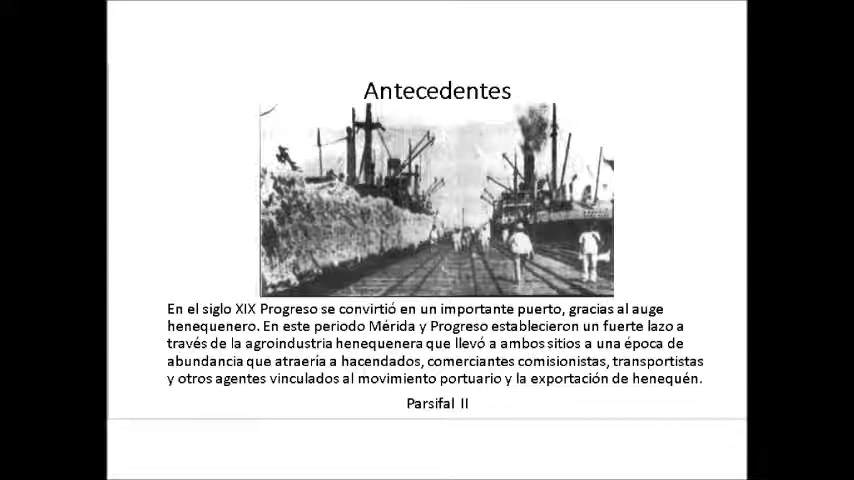 Antecedentes
En el siglo XIX Progreso se convirtió en un importante puerto, gracias al auge
henequenero. En este periodo Mérida y Progreso establecieron un fuerte lazo a
través de la agroindustria henequenera que llevó a ambos sitios a una época de
abundancia que atraería a hacendados, comerciantes comisionistas, transportistas
y otros agentes vinculados al movimiento portuario y la exportación de henequén.
Parsifal II